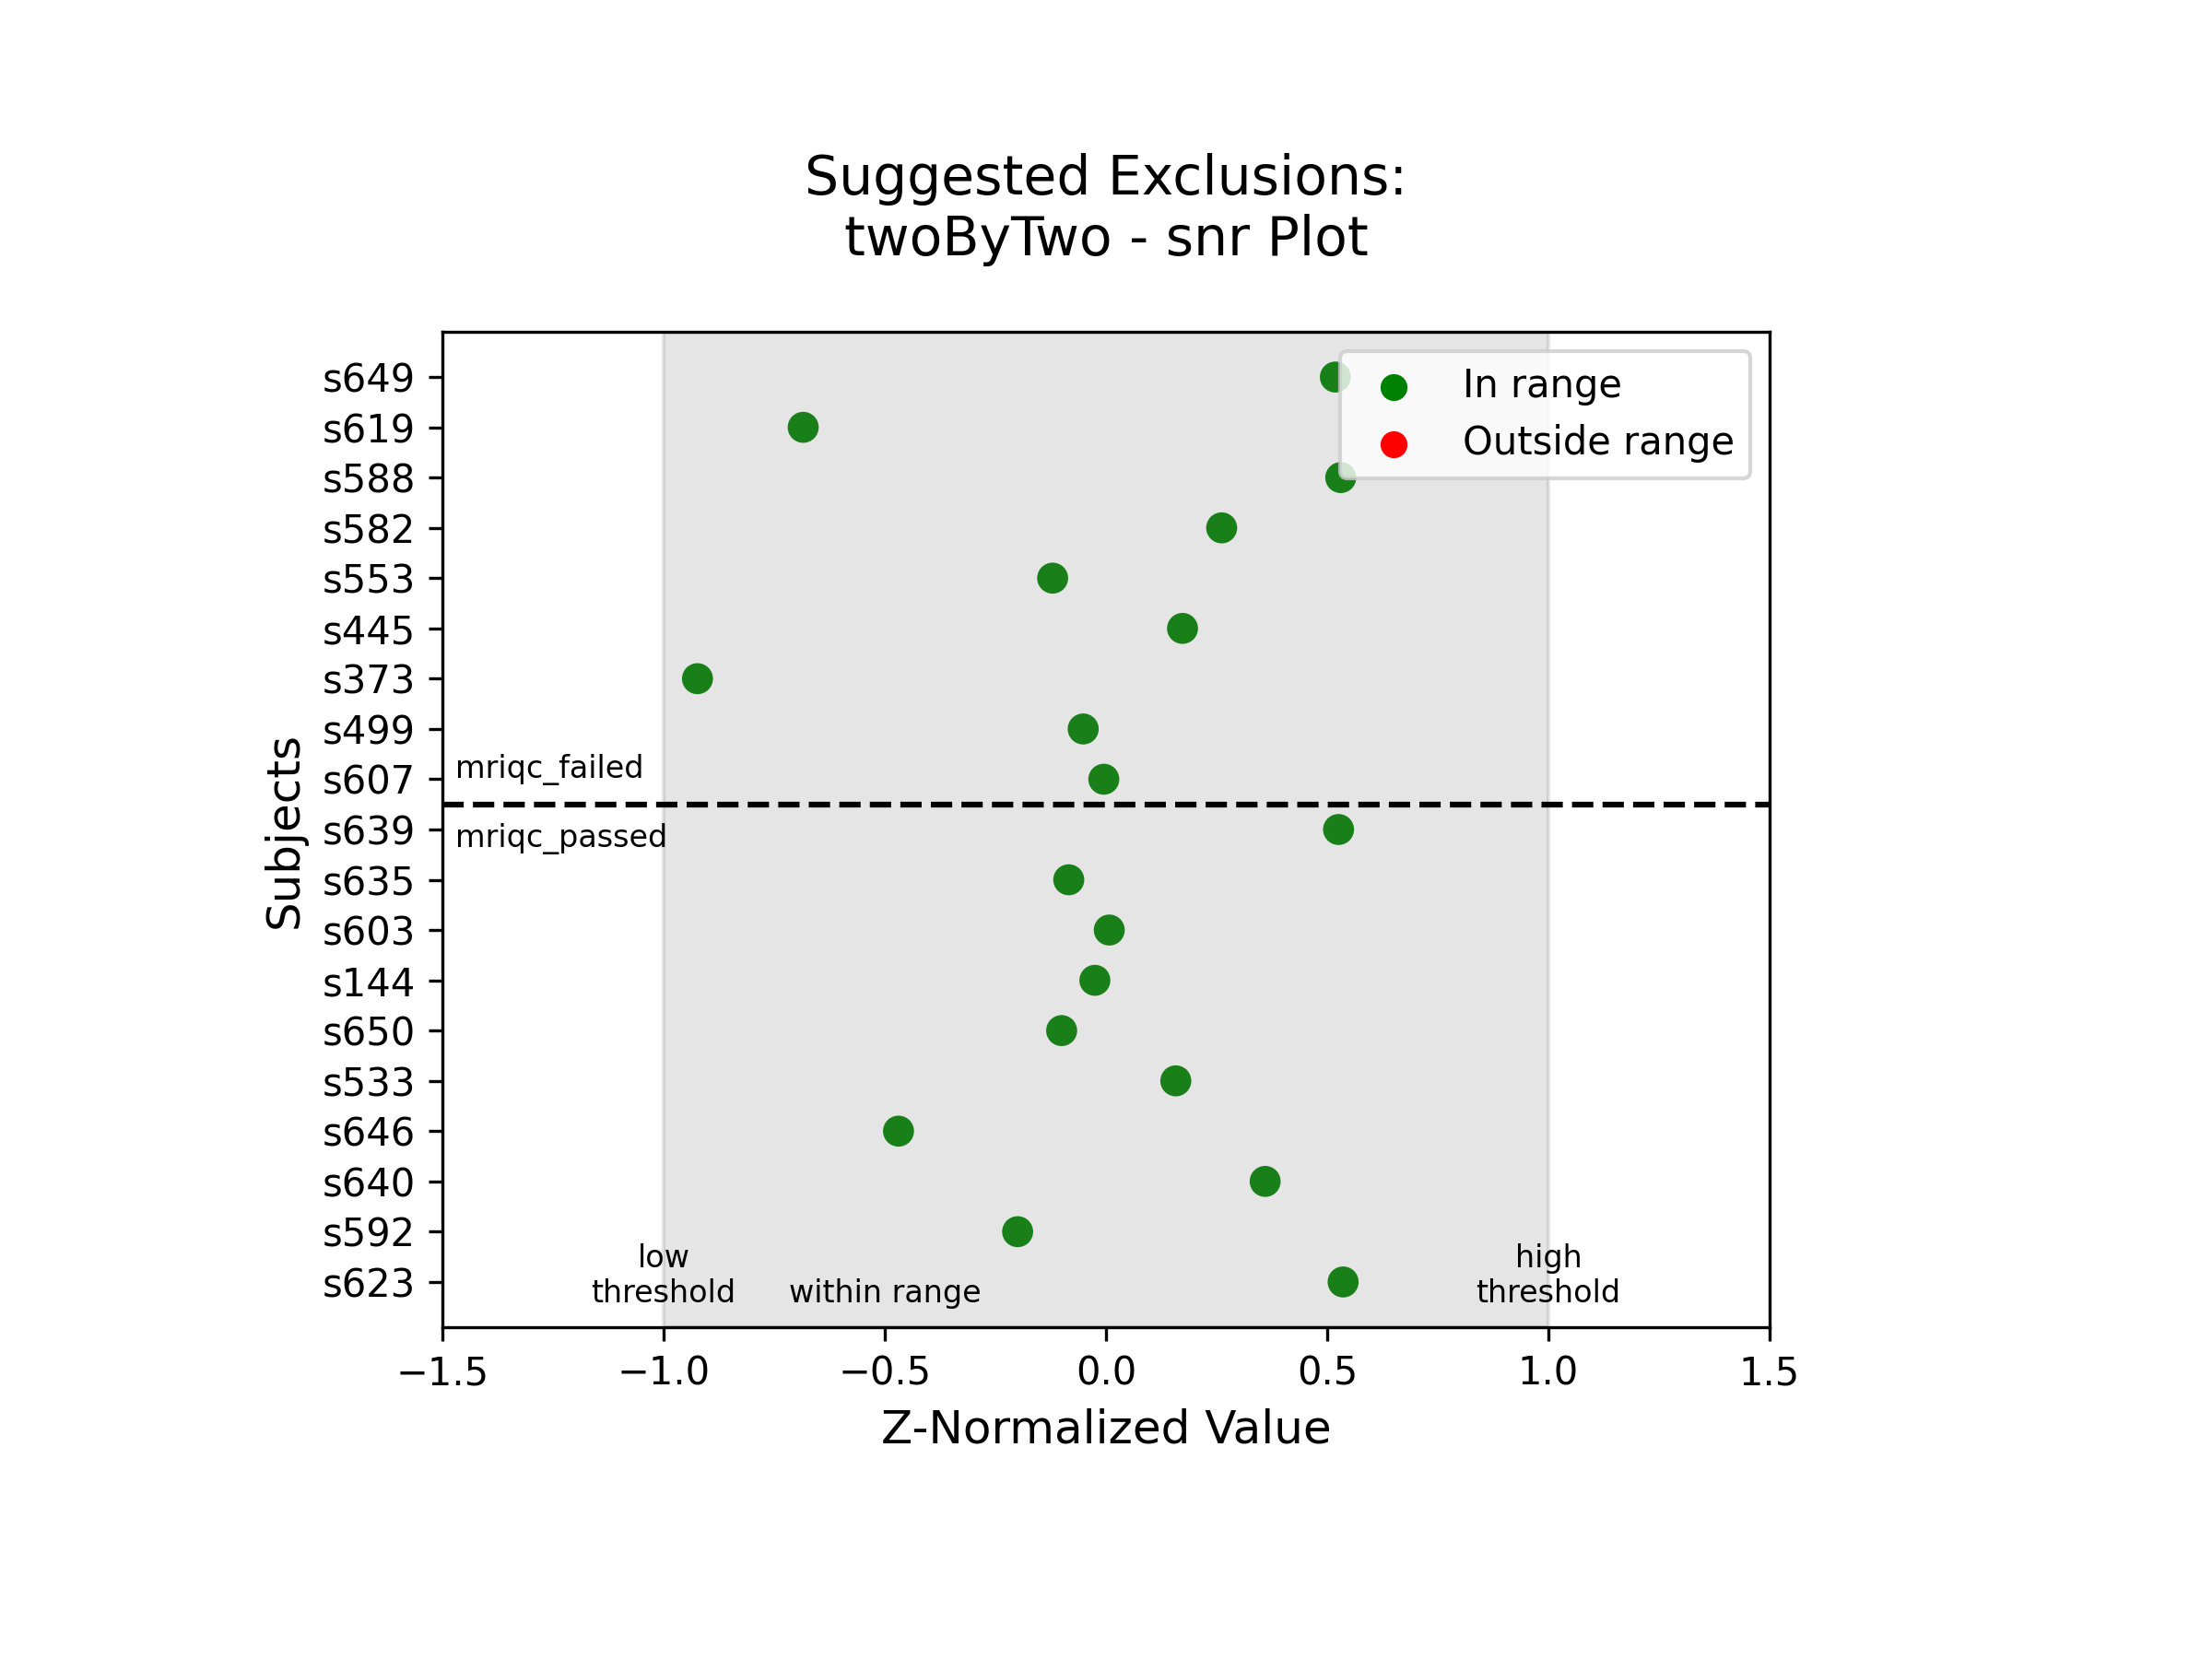 Suggested Exclusions:
twoByTwo - snr Plot
In range
Outside range
s649
s619
s588
s582
s553
s445
s373
s499
s607
s639
s635
s603
s144
s650
s533
s646
s640
s592
s623
Subjects
mriqc_failed
mriqc_passed
low
threshold
within range
high
threshold
−1.5
−1.0
−0.5
0.0
0.5
1.0
1.5
Z-Normalized Value